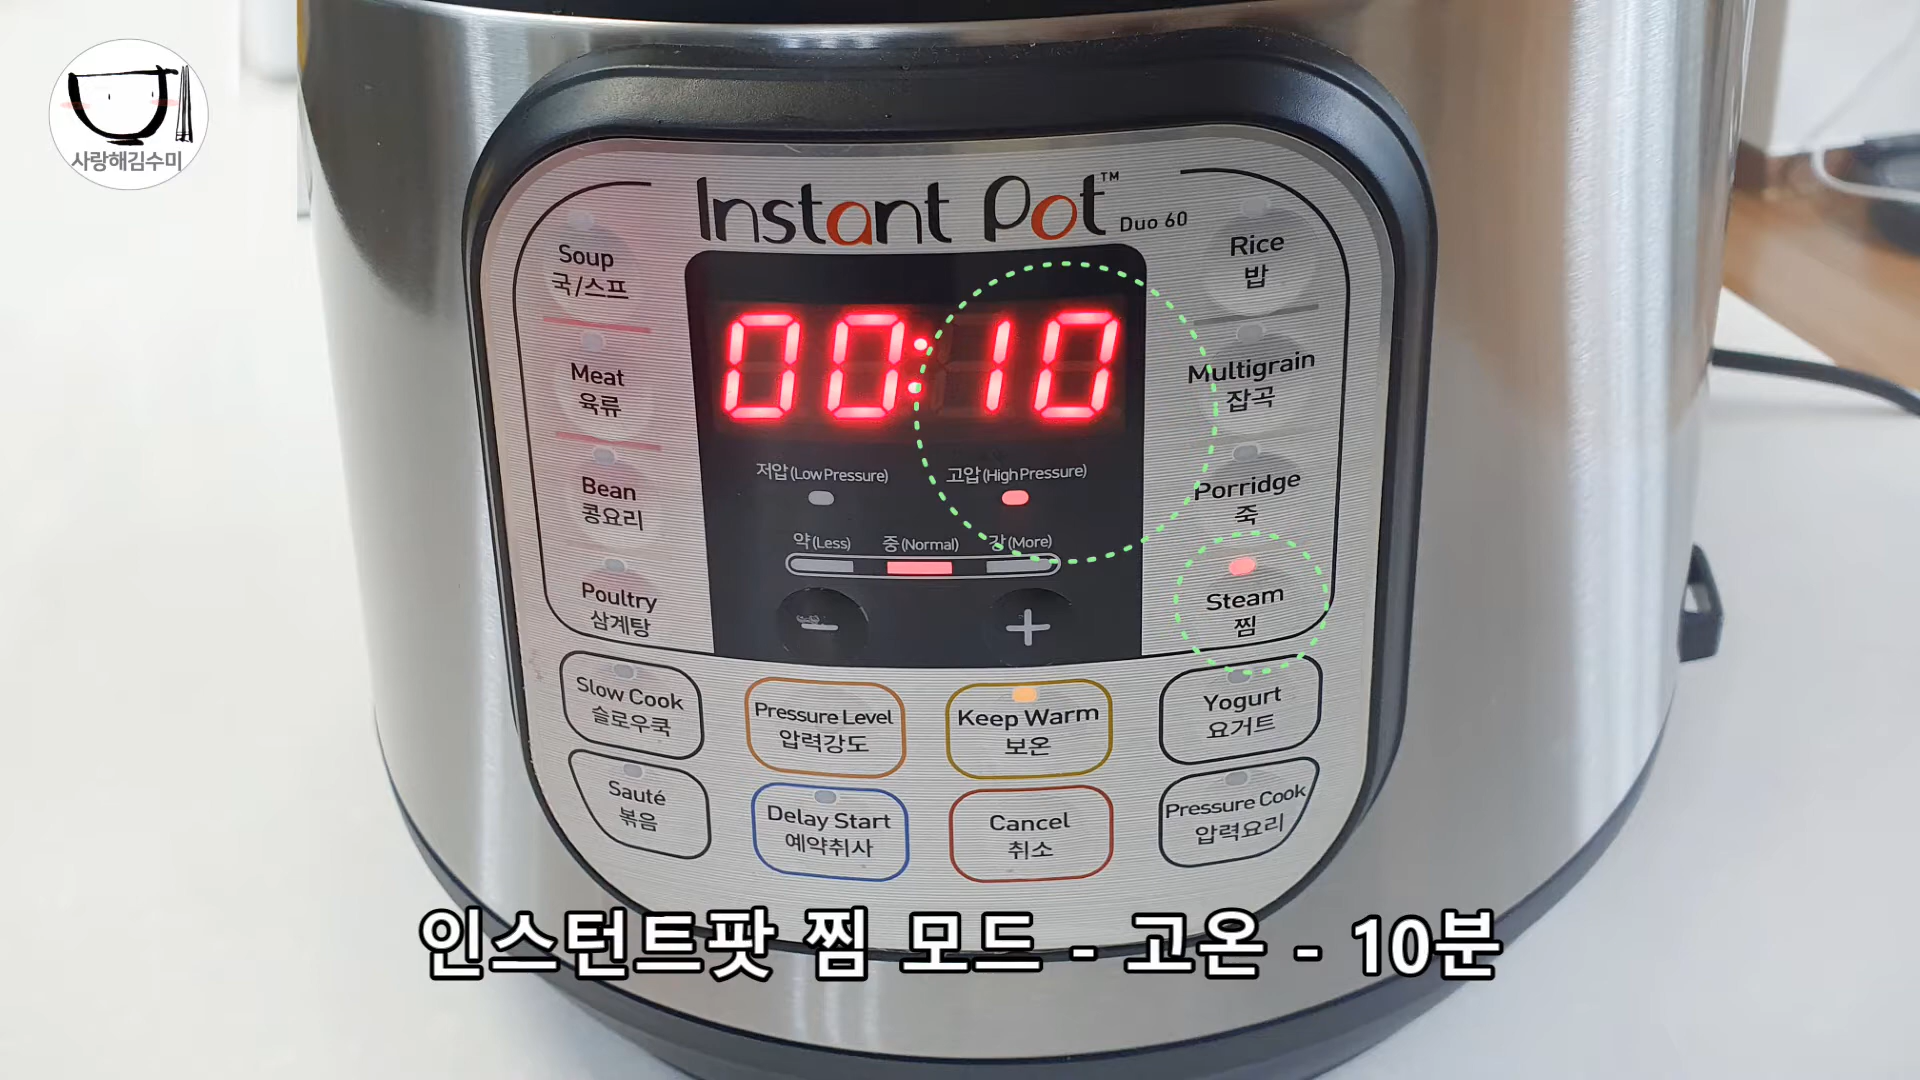 사랑해김수미
Instant Pot™ Duo 60
Soup
국/스프
Meat
육류
Bean
콩요리
Poultry
삼계탕
00:10
저압(Low Pressure) 고압(High Pressure)
약(Less) 중(Normal) 강(More)
− +
Rice
밥
Multigrain
잡곡
Porridge
죽
Steam
찜
Slow Cook
슬로우쿡
Pressure Level
압력강도
Keep Warm
보온
Yogurt
요거트
Sauté
볶음
Delay Start
예약취사
Cancel
취소
Pressure Cook
압력요리
인스턴트팟 찜 모드 - 고온 - 10분